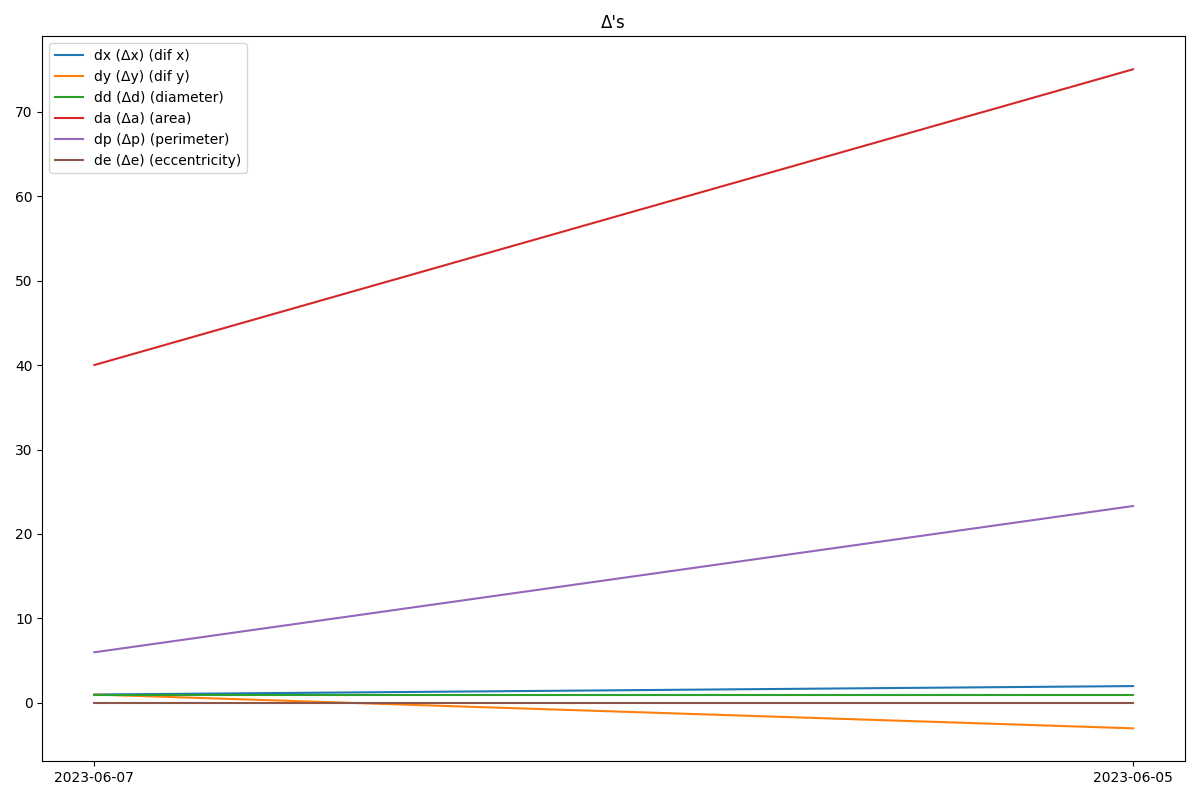 Δ's
dx (Δx) (dif x)
dy (Δy) (dif y)
dd (Δd) (diameter)
da (Δa) (area)
dp (Δp) (perimeter)
de (Δe) (eccentricity)
70
60
50
40
30
20
10
0
2023-06-07 2023-06-05